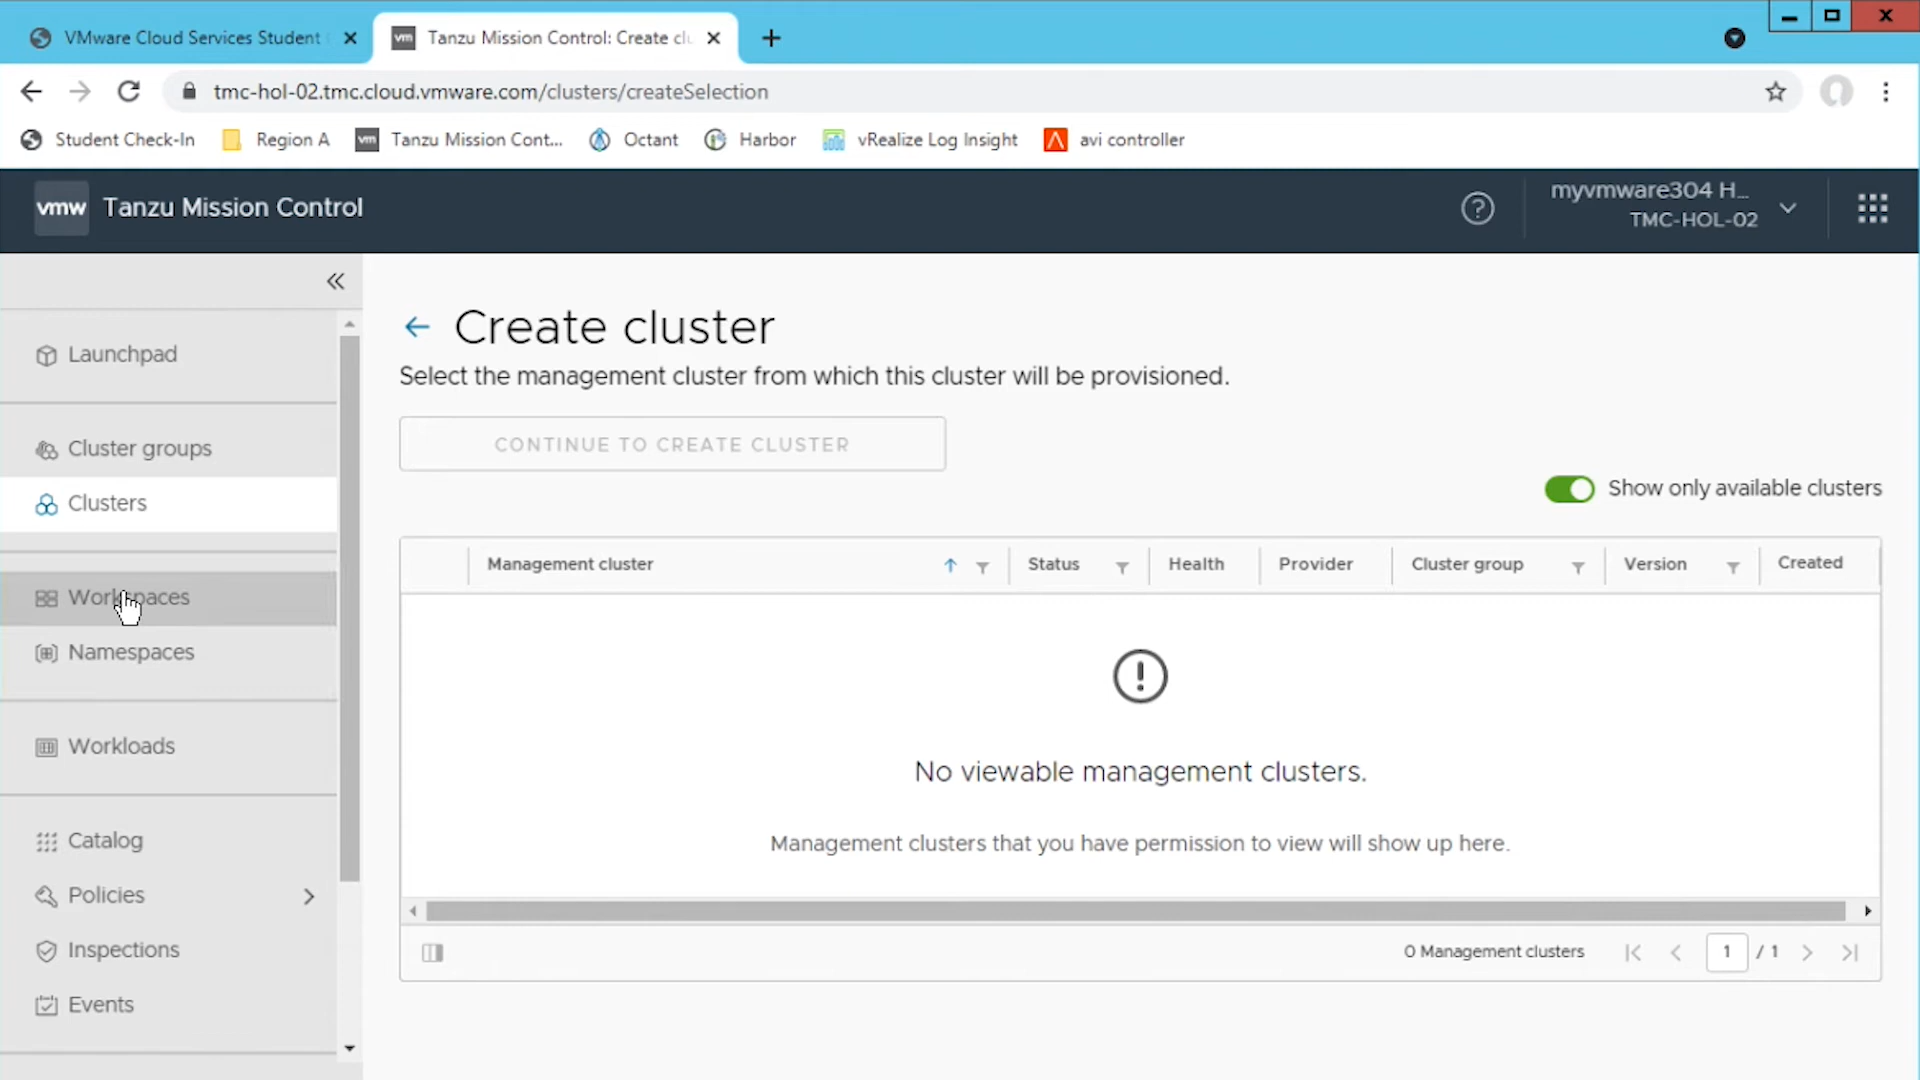 VMware Cloud Services Student
Tanzu Mission Control: Create cl
tmc-hol-02.tmc.cloud.vmware.com/clusters/createSelection
Student Check-In
Region A
vm
Tanzu Mission Cont...
Octant
Harbor
vRealize Log Insight
avi controller
vmw
Tanzu Mission Control
myvmware304 H...
TMC-HOL-02
Launchpad
Cluster groups
Clusters
Workspaces
Namespaces
Workloads
Catalog
Policies
Inspections
Events
Create cluster
Select the management cluster from which this cluster will be provisioned.
CONTINUE TO CREATE CLUSTER
Show only available clusters
Management cluster
Status
Health
Provider
Cluster group
Version
Created
No viewable management clusters.
Management clusters that you have permission to view will show up here.
0 Management clusters
1 / 1